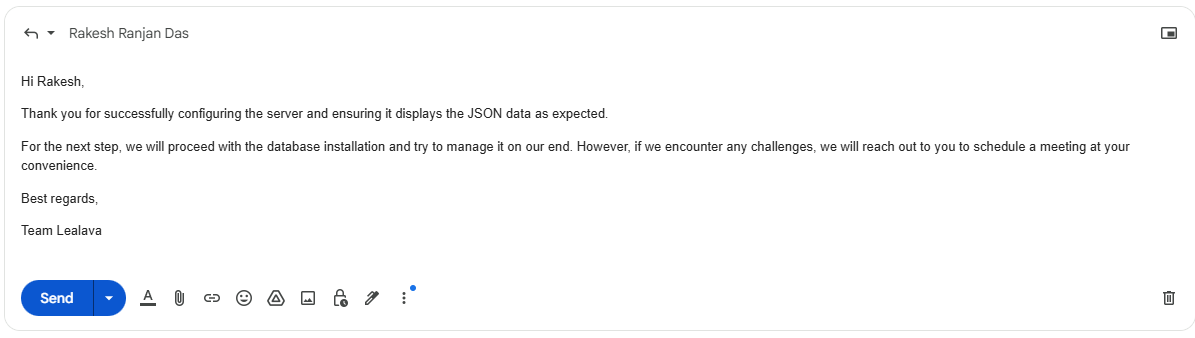 Rakesh Ranjan Das
Hi Rakesh,
Thank you for successfully configuring the server and ensuring it displays the JSON data as expected.
For the next step, we will proceed with the database installation and try to manage it on our end. However, if we encounter any challenges, we will reach out to you to schedule a meeting at your
convenience.
Best regards,
Team Lealava
Send